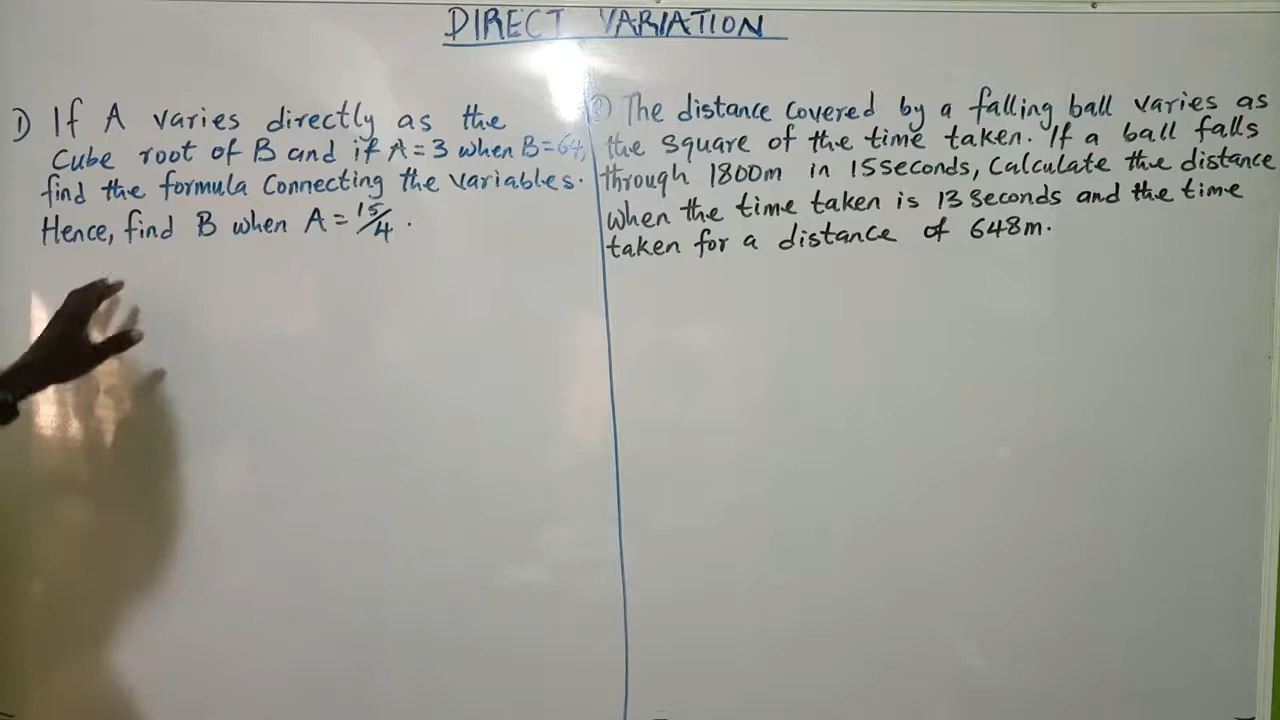 DIRECT VARIATION
1) If A varies directly as the
Cube root of B and if A=3 when B=64,
find the formula Connecting the variables.
Hence, find B when A = 15/4.
2) The distance Covered by a falling ball varies as
the square of the time taken. If a ball falls
through 1800m in 15seconds, Calculate the distance
when the time taken is 13 seconds and the time
taken for a distance of 648m.